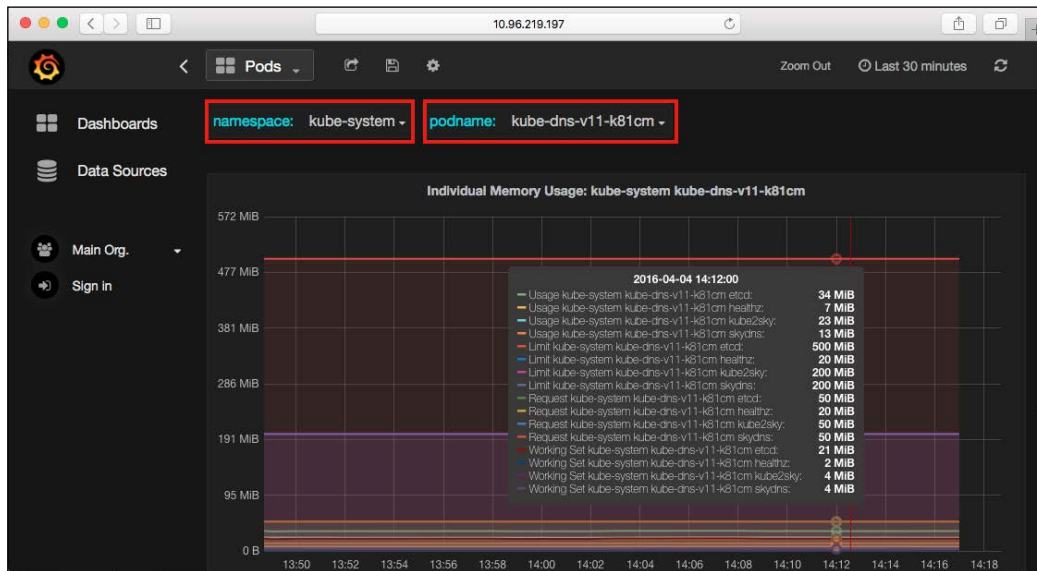 10.96.219.197
Pods
Zoom Out Last 30 minutes
Dashboards
Data Sources
Main Org.
Sign in
namespace: kube-system podname: kube-dns-v11-k81cm
Individual Memory Usage: kube-system kube-dns-v11-k81cm
572 MiB
477 MiB
381 MiB
286 MiB
191 MiB
95 MiB
0 B
2016-04-04 14:12:00
Usage kube-system kube-dns-v11-k81cm etcd: 34 MiB
Usage kube-system kube-dns-v11-k81cm healthz: 7 MiB
Usage kube-system kube-dns-v11-k81cm kube2sky: 23 MiB
Usage kube-system kube-dns-v11-k81cm skydns: 13 MiB
Limit kube-system kube-dns-v11-k81cm etcd: 500 MiB
Limit kube-system kube-dns-v11-k81cm healthz: 20 MiB
Limit kube-system kube-dns-v11-k81cm kube2sky: 200 MiB
Limit kube-system kube-dns-v11-k81cm skydns: 200 MiB
Request kube-system kube-dns-v11-k81cm etcd: 50 MiB
Request kube-system kube-dns-v11-k81cm healthz: 20 MiB
Request kube-system kube-dns-v11-k81cm kube2sky: 50 MiB
Request kube-system kube-dns-v11-k81cm skydns: 50 MiB
Working Set kube-system kube-dns-v11-k81cm etcd: 21 MiB
Working Set kube-system kube-dns-v11-k81cm healthz: 2 MiB
Working Set kube-system kube-dns-v11-k81cm kube2sky: 4 MiB
Working Set kube-system kube-dns-v11-k81cm skydns: 4 MiB
13:50 13:52 13:54 13:56 13:58 14:00 14:02 14:04 14:06 14:08 14:10 14:12 14:14 14:16 14:18